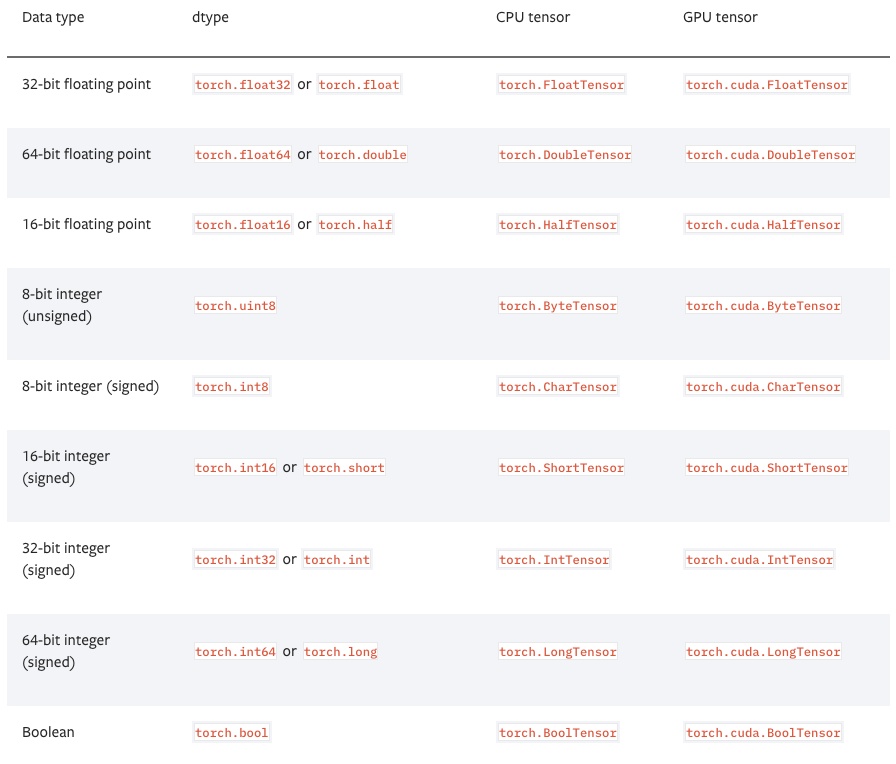 Data type dtype CPU tensor GPU tensor
32-bit floating point torch.float32 or torch.float torch.FloatTensor torch.cuda.FloatTensor
64-bit floating point torch.float64 or torch.double torch.DoubleTensor torch.cuda.DoubleTensor
16-bit floating point torch.float16 or torch.half torch.HalfTensor torch.cuda.HalfTensor
8-bit integer
(unsigned)
torch.uint8 torch.ByteTensor torch.cuda.ByteTensor
8-bit integer (signed) torch.int8 torch.CharTensor torch.cuda.CharTensor
16-bit integer
(signed)
torch.int16 or torch.short torch.ShortTensor torch.cuda.ShortTensor
32-bit integer
(signed)
torch.int32 or torch.int torch.IntTensor torch.cuda.IntTensor
64-bit integer
(signed)
torch.int64 or torch.long torch.LongTensor torch.cuda.LongTensor
Boolean torch.bool torch.BoolTensor torch.cuda.BoolTensor